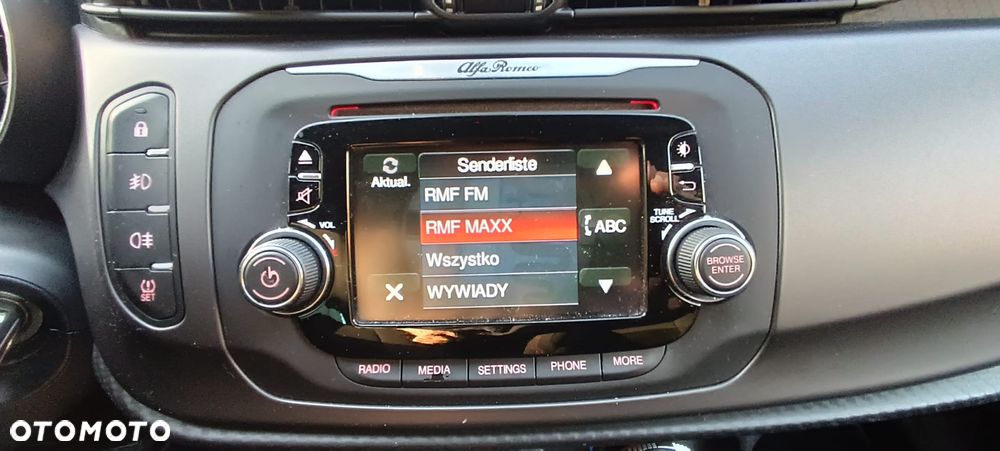 Alfa Romeo
Aktual.
Senderliste
RMF FM
RMF MAXX
Wszystko
WYWIADY
ABC
VOL
TUNE
SCROLL
BROWSE
ENTER
SET
RADIO
MEDIA
SETTINGS
PHONE
MORE
OTOMOTO